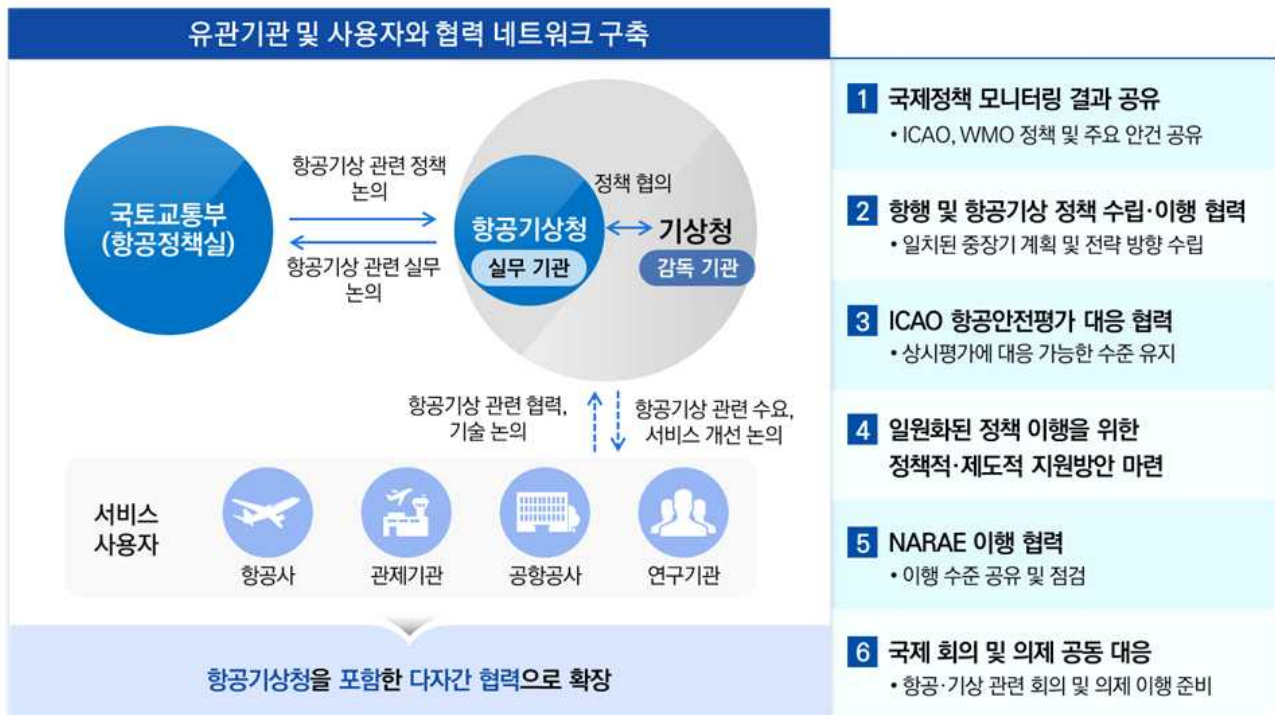 유관기관 및 사용자와 협력 네트워크 구축
국토교통부
(항공정책실)
항공기상 관련 정책
논의
항공기상 관련 실무
논의
정책 협의
항공기상청
실무 기관
기상청
감독 기관
항공기상 관련 협력,
기술 논의
항공기상 관련 수요,
서비스 개선 논의
서비스
사용자
항공사
관제기관
공항공사
연구기관
항공기상청을 포함한 다자간 협력으로 확장
1 국제정책 모니터링 결과 공유
• ICAO, WMO 정책 및 주요 안건 공유
2 항행 및 항공기상 정책 수립·이행 협력
• 일치된 중장기 계획 및 전략 방향 수립
3 ICAO 항공안전평가 대응 협력
• 상시평가에 대응 가능한 수준 유지
4 일원화된 정책 이행을 위한
정책적·제도적 지원방안 마련
5 NARAE 이행 협력
• 이행 수준 공유 및 점검
6 국제 회의 및 의제 공동 대응
• 항공·기상 관련 회의 및 의제 이행 준비